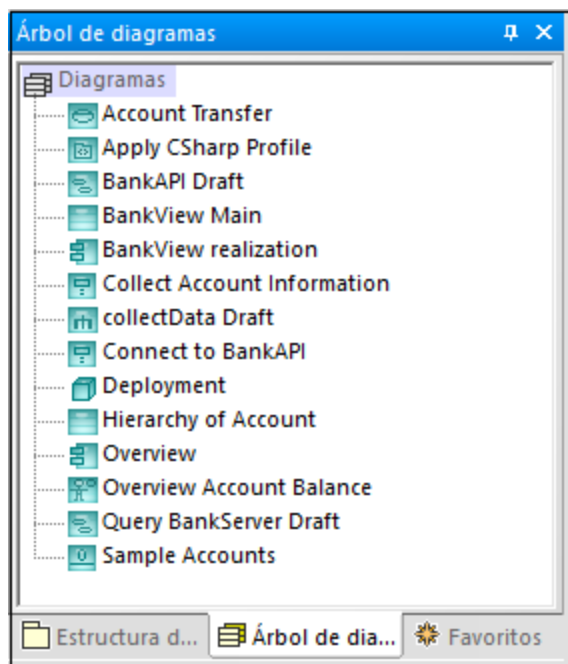 Árbol de diagramas
Diagramas
Account Transfer
Apply CSharp Profile
BankAPI Draft
BankView Main
BankView realization
Collect Account Information
collectData Draft
Connect to BankAPI
Deployment
Hierarchy of Account
Overview
Overview Account Balance
Query BankServer Draft
Sample Accounts
Estructura d... Árbol de dia... Favoritos